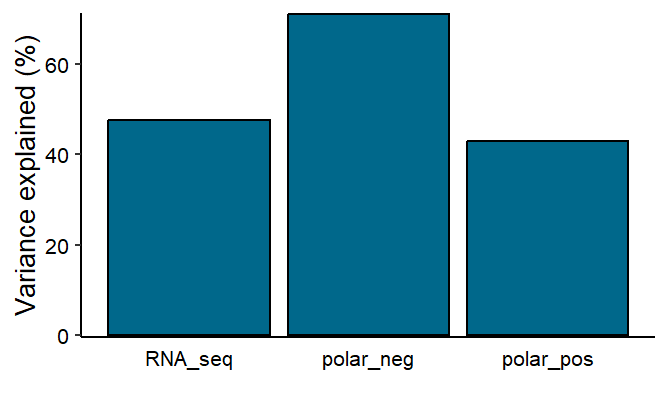 Variance explained (%)
60
40
20
0
RNA_seq polar_neg polar_pos